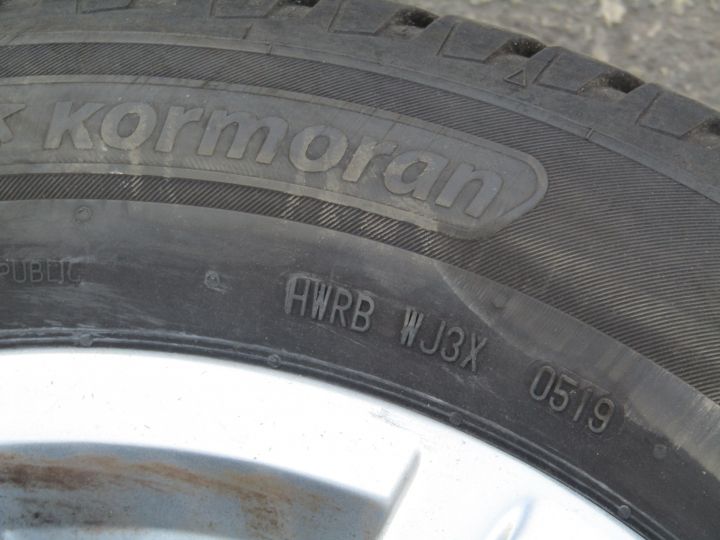 kormoran
PUBLIC
HWRB WJ3X 0519